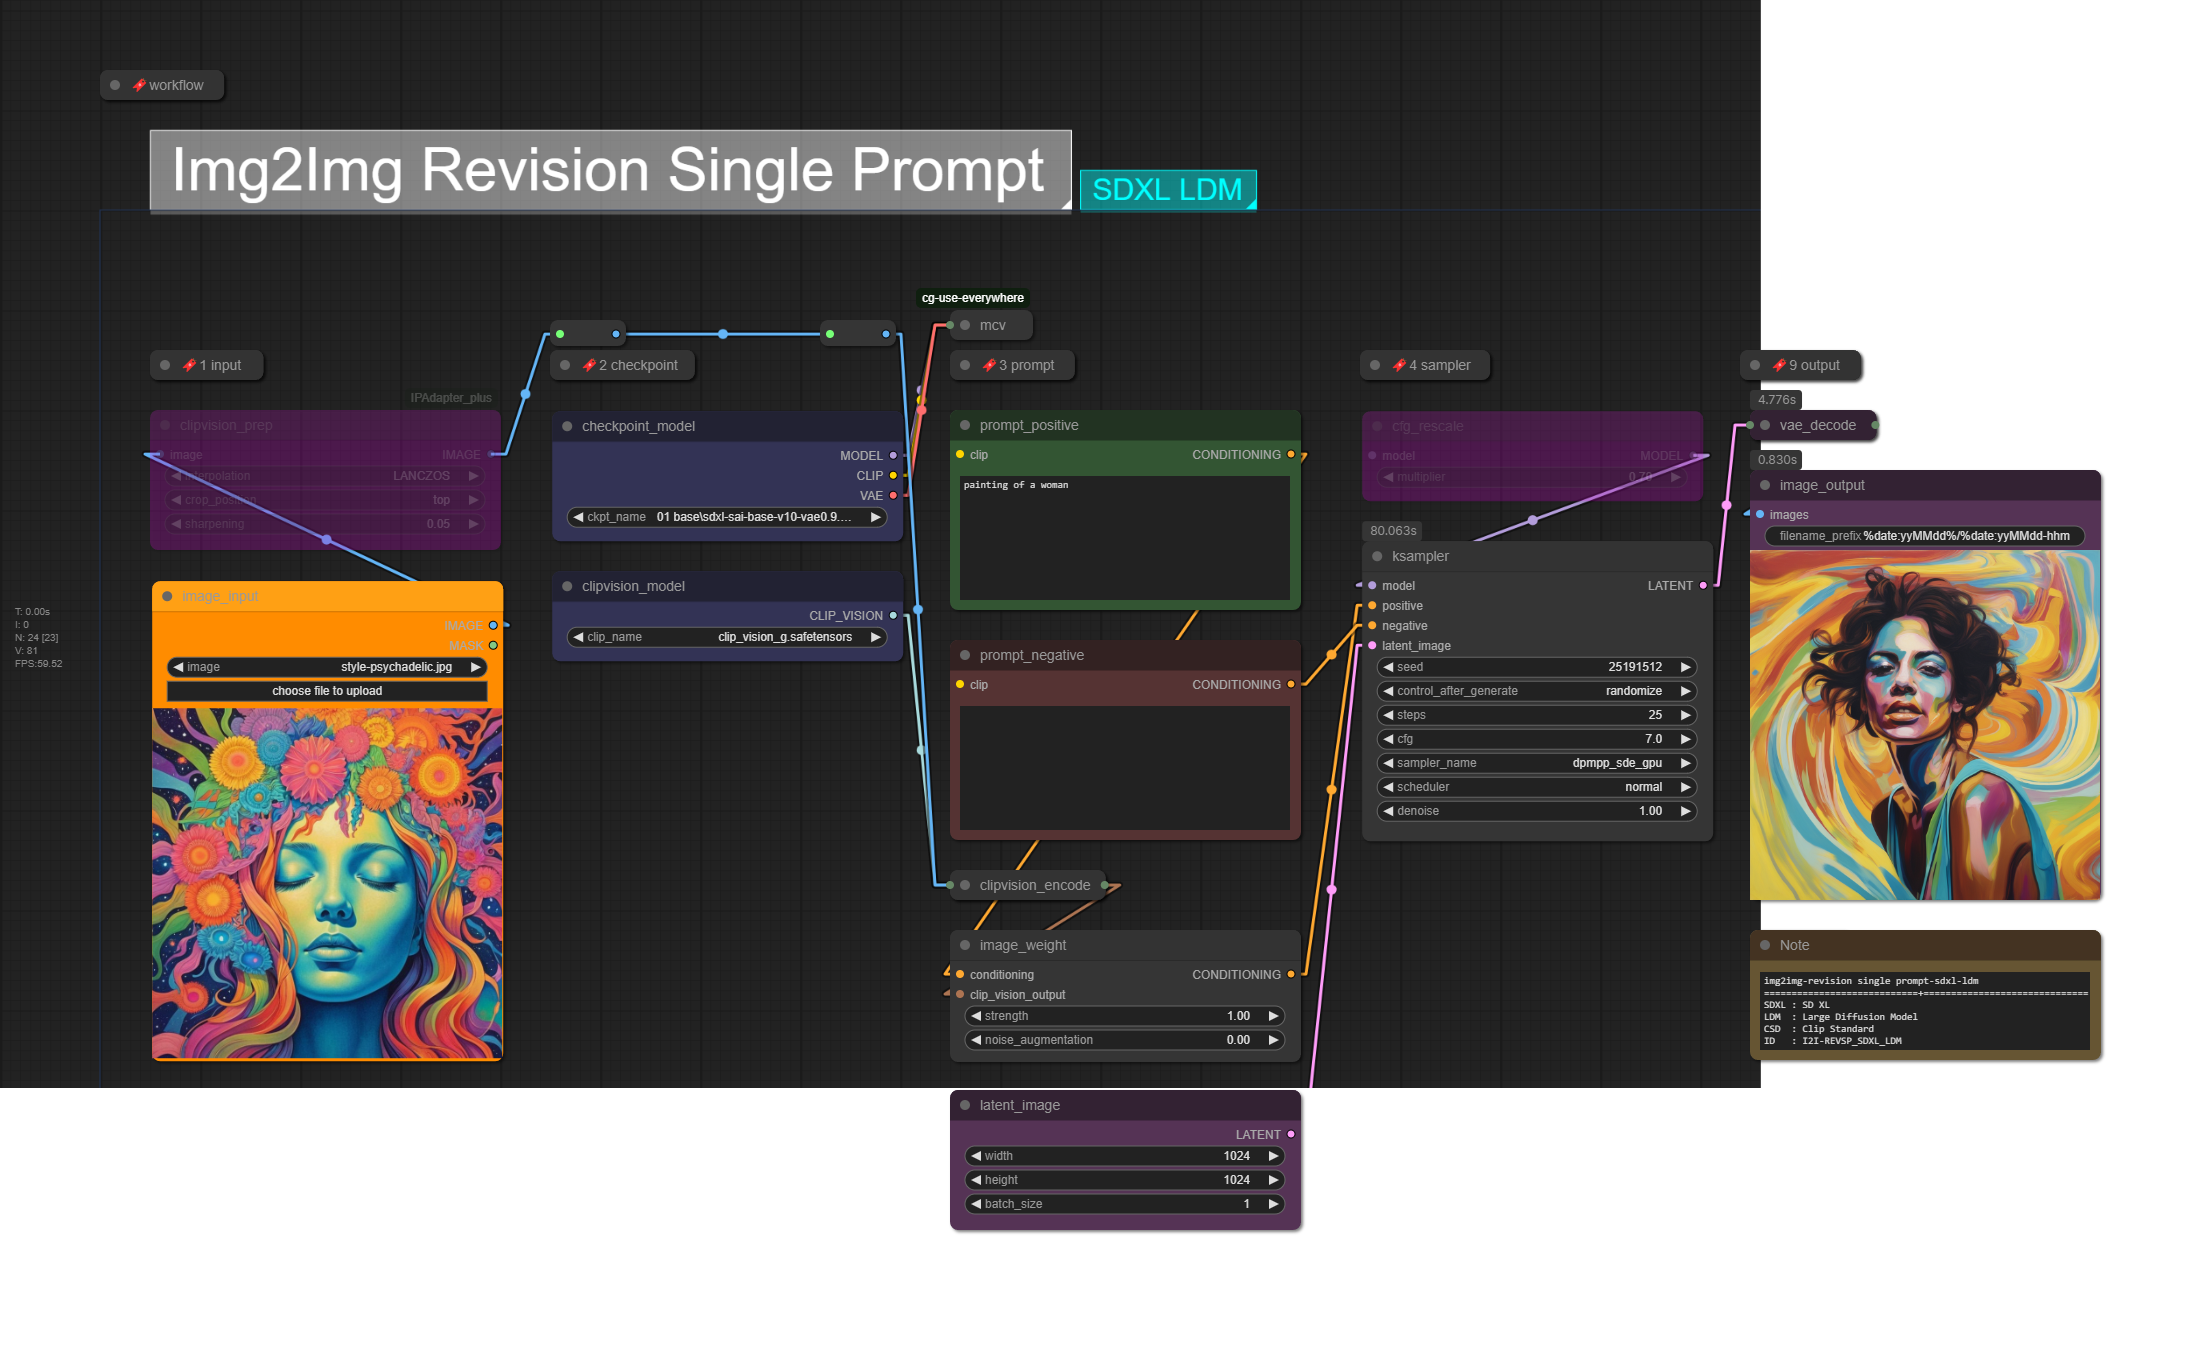 workflow
Img2Img Revision Single Prompt
SDXL LDM
cg-use-everywhere
mcv
1 input
2 checkpoint
3 prompt
4 sampler
9 output
IPAdapter_plus
clipvision_prep
image IMAGE
interpolation LANCZOS
crop_position top
sharpening 0.05
image_input
IMAGE
MASK
image style-psychadelic.jpg
choose file to upload
T: 0.00s
I: 0
N: 24 [23]
V: 81
FPS:59.52
checkpoint_model
MODEL
CLIP
VAE
ckpt_name 01 base\sdxl-sai-base-v10-vae0.9....
clipvision_model
CLIP_VISION
clip_name clip_vision_g.safetensors
prompt_positive
clip CONDITIONING
painting of a woman
prompt_negative
clip CONDITIONING
clipvision_encode
image_weight
conditioning CONDITIONING
clip_vision_output
strength 1.00
noise_augmentation 0.00
latent_image
LATENT
width 1024
height 1024
batch_size 1
cfg_rescale
model MODEL
multiplier 0.70
80.063s
ksampler
model LATENT
positive
negative
latent_image
seed 25191512
control_after_generate randomize
steps 25
cfg 7.0
sampler_name dpmpp_sde_gpu
scheduler normal
denoise 1.00
4.776s
vae_decode
0.830s
image_output
images
filename_prefix %date:yyMMdd%/%date:yyMMdd-hhm
Note
img2img-revision single prompt-sdxl-ldm
===========================+============================
SDXL : SD XL
LDM : Large Diffusion Model
CSD : Clip Standard
ID : I2I-REVSP_SDXL_LDM